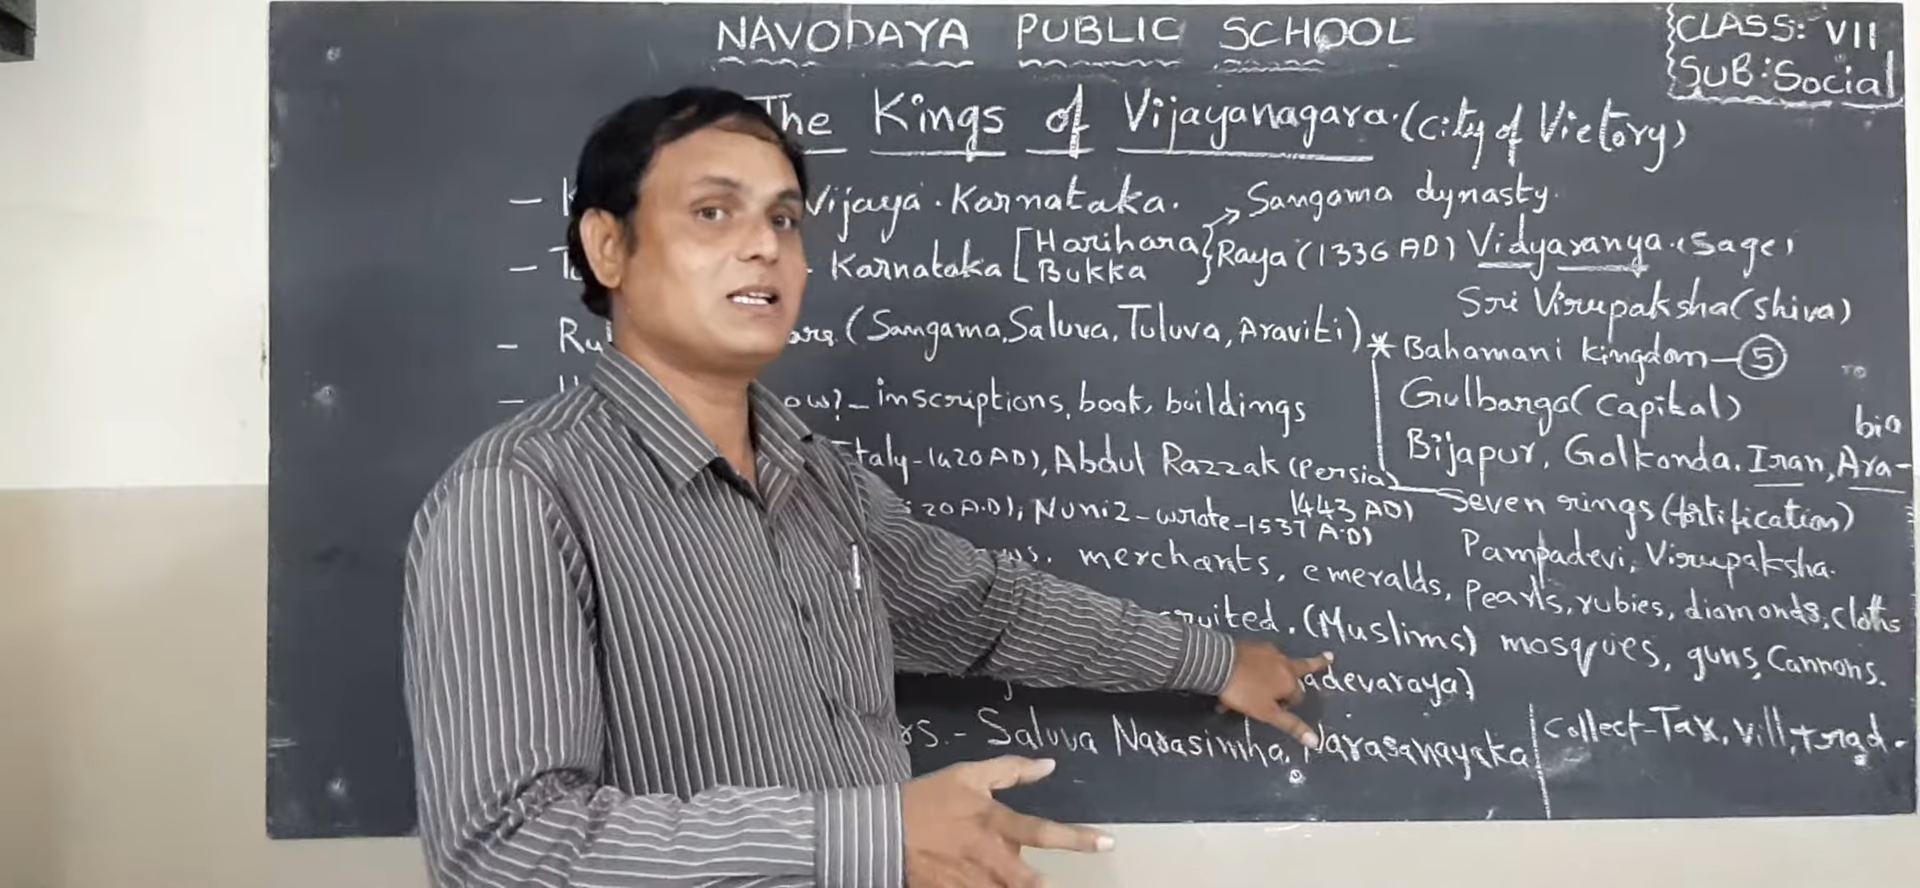 NAVODAYA PUBLIC SCHOOL
CLASS: VII
SUB: Social
The Kings of Vijayanagara. (City of Victory)
– Vijaya. Karnataka. → Sangama dynasty.
– Karnataka [Harihara Bukka} Raya (1336 AD) Vidyaranya. (Sage)
Sri Virupaksha (Shiva)
– (Sangama, Saluva, Tuluva, Araviti)
* Bahamani kingdom – 5
– ow? – inscriptions, book, buildings
Gulbarga (Capital)
Italy – 1420 AD), Abdul Razzak (Persia) 1443 AD)
Bijapur, Golkonda. Iran, Arabia
20 A.D), Nuniz – wrote – 1537 A.D)
Seven rings (fortification)
Pampadevi, Virupaksha.
merchants, emeralds, pearls, rubies, diamonds, cloths
ruited. (Muslims) mosques, guns, Cannons.
adevaraya)
rs. – Saluva Narasimha, Narasanayaka
Collect – Tax, vill, trad.